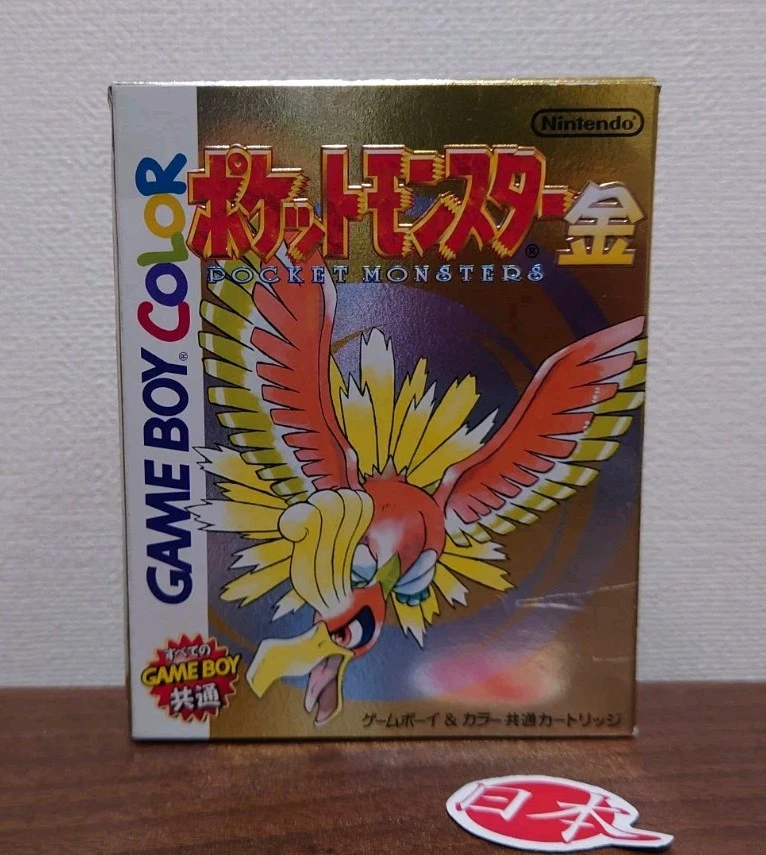 Nintendo®
ポケットモンスター®金
POCKET MONSTERS
GAME BOY® COLOR
すべての
GAME BOY
共通
ゲームボーイ & カラー 共通カートリッジ
日本